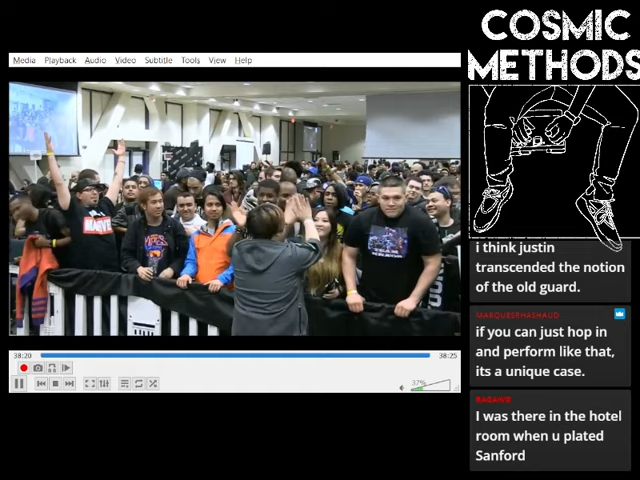 COSMIC
METHODS
Media Playback Audio Video Subtitle Tools View Help
MARVEL
i think justin
transcended the notion
of the old guard.
MARQUESRHASHAUD
if you can just hop in
and perform like that,
its a unique case.
38:20
38:25
37%
I was there in the hotel
room when u plated
Sanford